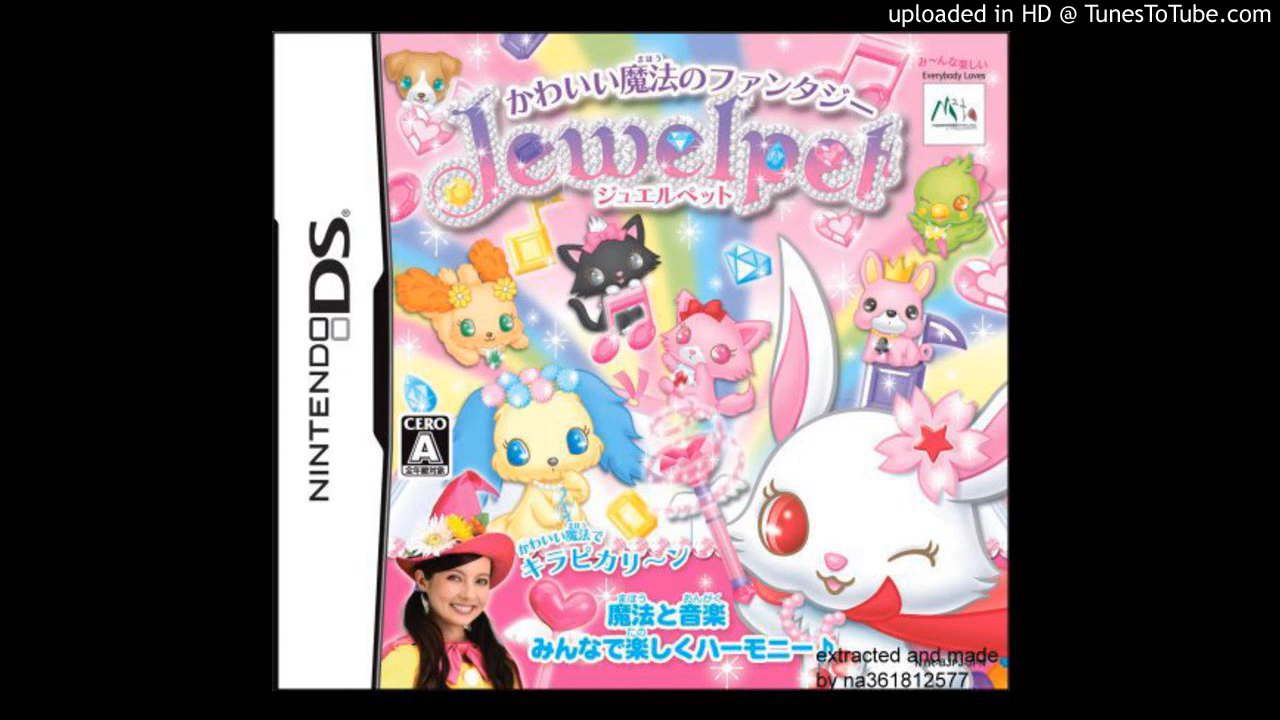 uploaded in HD @ TunesToTube.com
NINTENDO DS®
まほう
かわいい魔法のファンタジー
Jewelpet
ジュエルペット
み〜んな楽しい
Everybody Loves
CERO
A
全年齢対象
まほう
かわいい魔法で
キラピカリ〜ン
まほう おんがく
魔法と音楽
たの
みんなで楽しくハーモニー♪
extracted and made
by na361812577